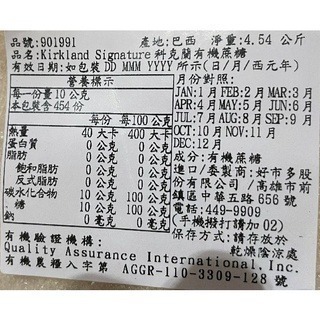 品號:901991 產地:巴西 淨重:4.54 公斤
品名:Kirkland Signature 科克蘭有機蔗糖
有效日期:如包裝 DD MMM YYYY 所示(日/月/西元年)
營養標示
每一份量 10 公克
本包裝含 454 份
每份 每 100 公克
熱量 40 大卡 400 大卡
蛋白質 0 公克 0 公克
脂肪 0 公克 0 公克
飽和脂肪 0 公克 0 公克
反式脂肪 0 公克 0 公克
碳水化合物 10 公克 100 公克
糖 10 公克 100 公克
鈉 0 毫克 0 毫克
月份對照:
JAN:1月 FEB:2月 MAR:3月
APR:4月 MAY:5月 JUN:6月
JUL:7月 AUG:8月 SEP:9月
OCT:10月 NOV:11月
DEC:12月
成分:有機蔗糖
進口/委製商:好市多股
份有限公司/高雄市前
鎮區中華五路 656 號
電話:449-9909
(手機撥打請加 02)
保存方式:請存放於
乾燥陰涼處
有機驗證機構:
Quality Assurance International, Inc.
有機農糧入字第 AGGR-110-3309-128 號